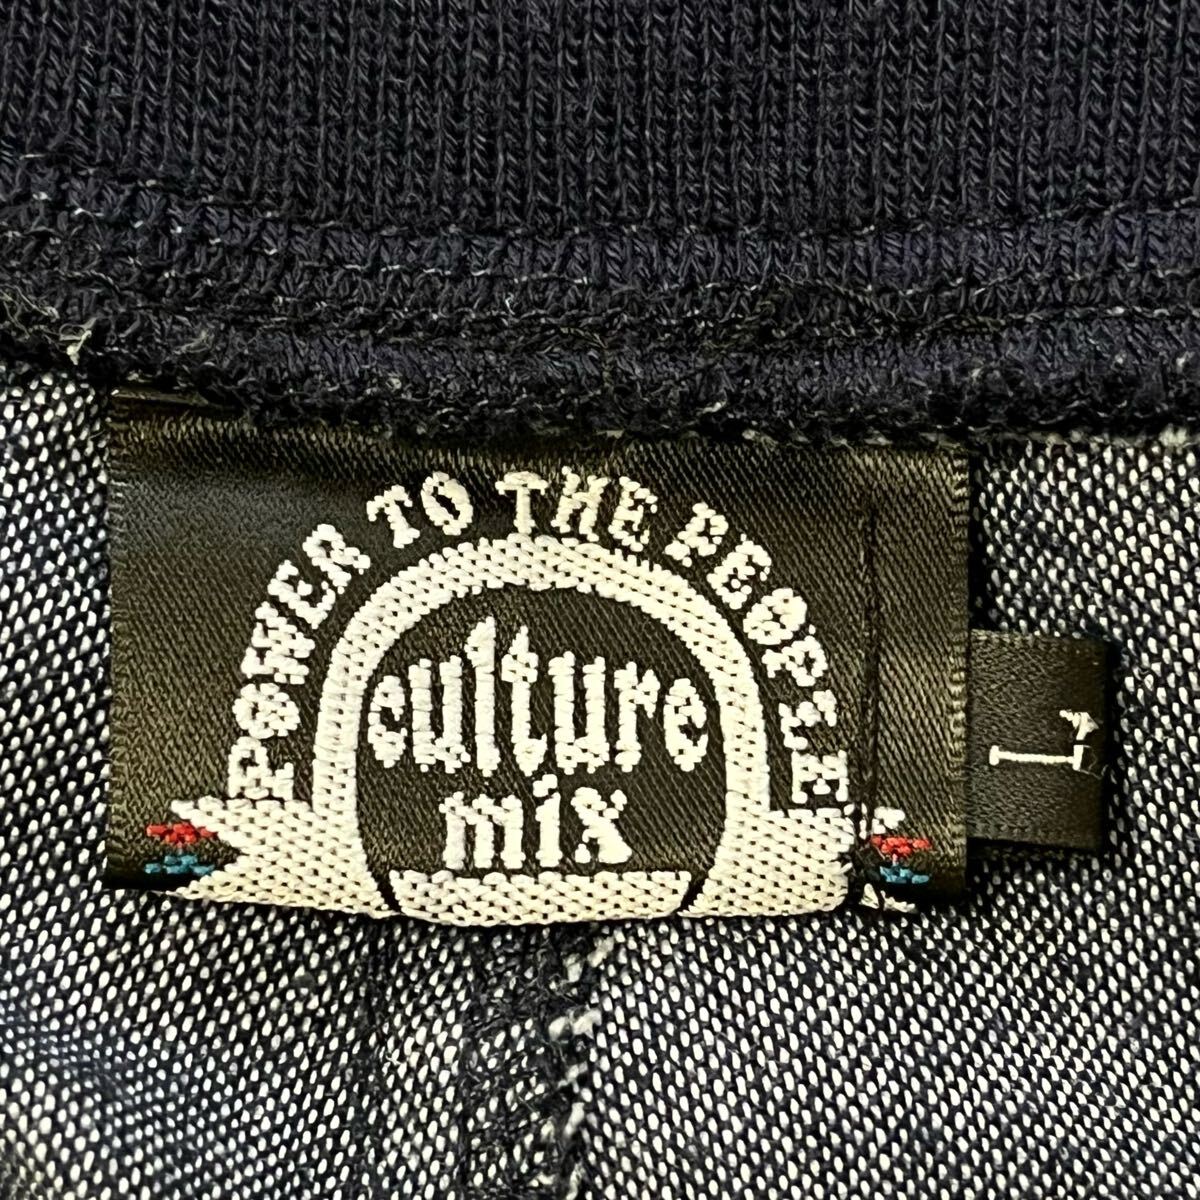 POWER TO THE PEOPLE
culture
mix
L